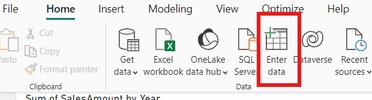 File Home Insert Modeling View Optimize Help
Cut
Copy
Format painter
Paste
Get data
Excel workbook
OneLake data hub
SQL Server
Enter data
Dataverse
Recent sources
Clipboard
Data
Sum of SalesAmount by Year